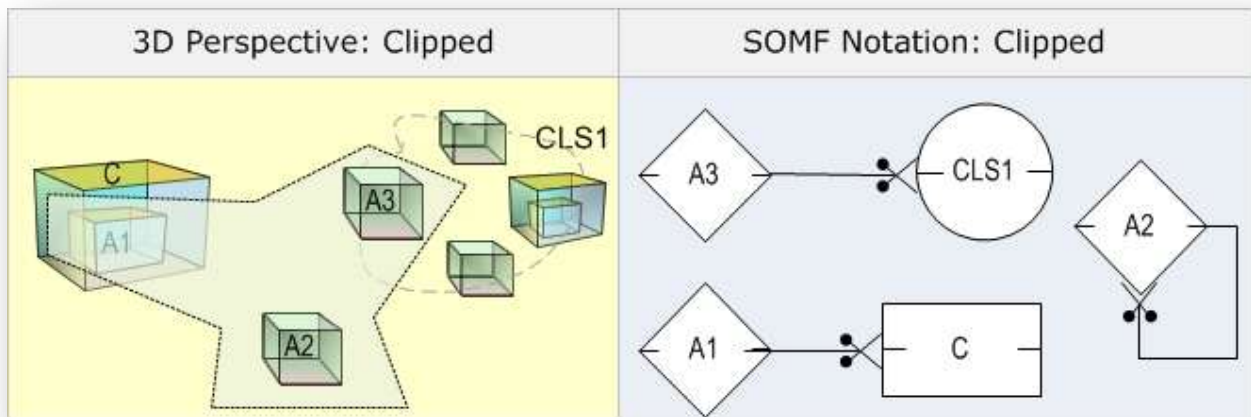 3D Perspective: Clipped
SOMF Notation: Clipped
C
A1
A3
CLS1
A2
A3
CLS1
A2
A1
C